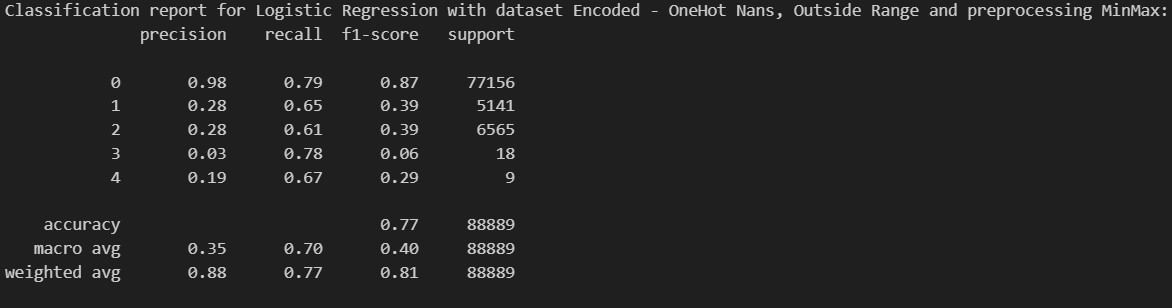 Classification report for Logistic Regression with dataset Encoded - OneHot Nans, Outside Range and preprocessing MinMax:
precision recall f1-score support
0 0.98 0.79 0.87 77156
1 0.28 0.65 0.39 5141
2 0.28 0.61 0.39 6565
3 0.03 0.78 0.06 18
4 0.19 0.67 0.29 9
accuracy 0.77 88889
macro avg 0.35 0.70 0.40 88889
weighted avg 0.88 0.77 0.81 88889